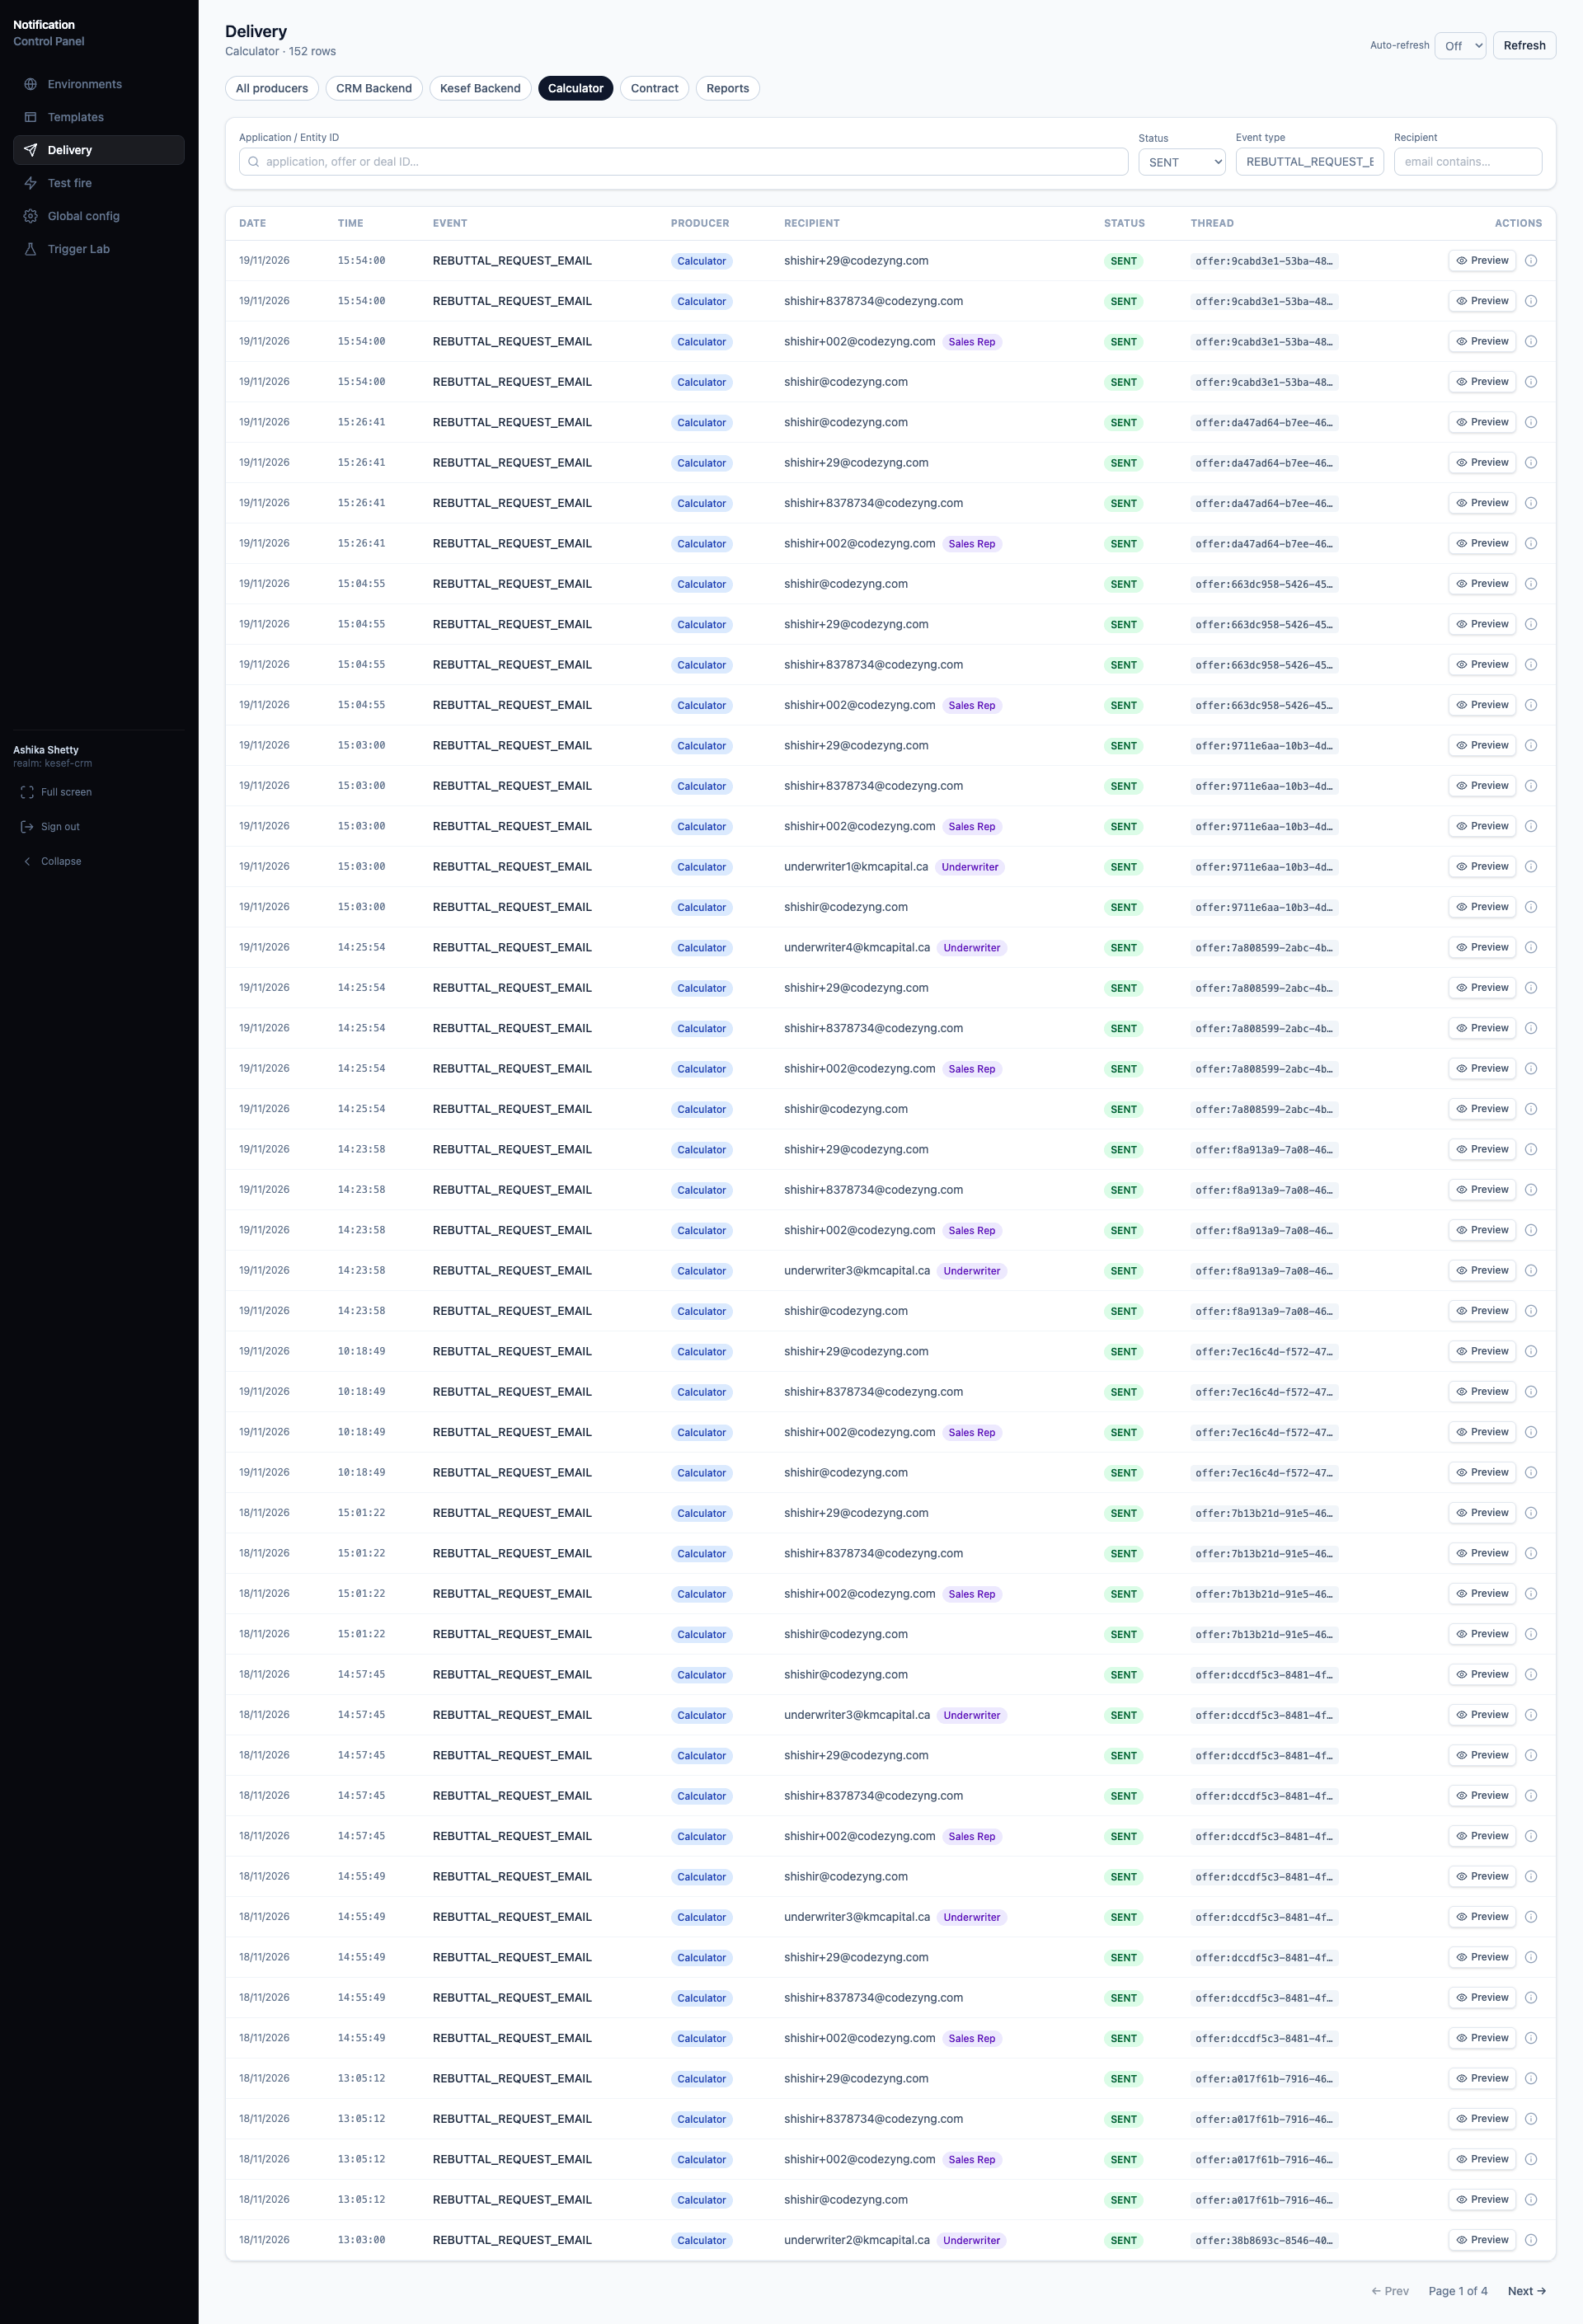 Notification
Control Panel
Environments
Templates
Delivery
Test fire
Global config
Trigger Lab
Ashika Shetty
realm: kesef-crm
Full screen
Sign out
Collapse
Delivery
Calculator · 152 rows
Auto-refresh Off Refresh
All producers CRM Backend Kesef Backend Calculator Contract Reports
Application / Entity ID Status Event type Recipient
application, offer or deal ID... SENT REBUTTAL_REQUEST_E email contains...
DATE TIME EVENT PRODUCER RECIPIENT STATUS THREAD ACTIONS
19/11/2026 15:54:00 REBUTTAL_REQUEST_EMAIL Calculator shishir+29@codezyng.com SENT offer:9cabd3e1-53ba-48… Preview
19/11/2026 15:54:00 REBUTTAL_REQUEST_EMAIL Calculator shishir+8378734@codezyng.com SENT offer:9cabd3e1-53ba-48… Preview
19/11/2026 15:54:00 REBUTTAL_REQUEST_EMAIL Calculator shishir+002@codezyng.com Sales Rep SENT offer:9cabd3e1-53ba-48… Preview
19/11/2026 15:54:00 REBUTTAL_REQUEST_EMAIL Calculator shishir@codezyng.com SENT offer:9cabd3e1-53ba-48… Preview
19/11/2026 15:26:41 REBUTTAL_REQUEST_EMAIL Calculator shishir@codezyng.com SENT offer:da47ad64-b7ee-46… Preview
19/11/2026 15:26:41 REBUTTAL_REQUEST_EMAIL Calculator shishir+29@codezyng.com SENT offer:da47ad64-b7ee-46… Preview
19/11/2026 15:26:41 REBUTTAL_REQUEST_EMAIL Calculator shishir+8378734@codezyng.com SENT offer:da47ad64-b7ee-46… Preview
19/11/2026 15:26:41 REBUTTAL_REQUEST_EMAIL Calculator shishir+002@codezyng.com Sales Rep SENT offer:da47ad64-b7ee-46… Preview
19/11/2026 15:04:55 REBUTTAL_REQUEST_EMAIL Calculator shishir@codezyng.com SENT offer:663dc958-5426-45… Preview
19/11/2026 15:04:55 REBUTTAL_REQUEST_EMAIL Calculator shishir+29@codezyng.com SENT offer:663dc958-5426-45… Preview
19/11/2026 15:04:55 REBUTTAL_REQUEST_EMAIL Calculator shishir+8378734@codezyng.com SENT offer:663dc958-5426-45… Preview
19/11/2026 15:04:55 REBUTTAL_REQUEST_EMAIL Calculator shishir+002@codezyng.com Sales Rep SENT offer:663dc958-5426-45… Preview
19/11/2026 15:03:00 REBUTTAL_REQUEST_EMAIL Calculator shishir+29@codezyng.com SENT offer:9711e6aa-10b3-4d… Preview
19/11/2026 15:03:00 REBUTTAL_REQUEST_EMAIL Calculator shishir+8378734@codezyng.com SENT offer:9711e6aa-10b3-4d… Preview
19/11/2026 15:03:00 REBUTTAL_REQUEST_EMAIL Calculator shishir+002@codezyng.com Sales Rep SENT offer:9711e6aa-10b3-4d… Preview
19/11/2026 15:03:00 REBUTTAL_REQUEST_EMAIL Calculator underwriter1@kmcapital.ca Underwriter SENT offer:9711e6aa-10b3-4d… Preview
19/11/2026 15:03:00 REBUTTAL_REQUEST_EMAIL Calculator shishir@codezyng.com SENT offer:9711e6aa-10b3-4d… Preview
19/11/2026 14:25:54 REBUTTAL_REQUEST_EMAIL Calculator underwriter4@kmcapital.ca Underwriter SENT offer:7a808599-2abc-4b… Preview
19/11/2026 14:25:54 REBUTTAL_REQUEST_EMAIL Calculator shishir+29@codezyng.com SENT offer:7a808599-2abc-4b… Preview
19/11/2026 14:25:54 REBUTTAL_REQUEST_EMAIL Calculator shishir+8378734@codezyng.com SENT offer:7a808599-2abc-4b… Preview
19/11/2026 14:25:54 REBUTTAL_REQUEST_EMAIL Calculator shishir+002@codezyng.com Sales Rep SENT offer:7a808599-2abc-4b… Preview
19/11/2026 14:25:54 REBUTTAL_REQUEST_EMAIL Calculator shishir@codezyng.com SENT offer:7a808599-2abc-4b… Preview
19/11/2026 14:23:58 REBUTTAL_REQUEST_EMAIL Calculator shishir+29@codezyng.com SENT offer:f8a913a9-7a08-46… Preview
19/11/2026 14:23:58 REBUTTAL_REQUEST_EMAIL Calculator shishir+8378734@codezyng.com SENT offer:f8a913a9-7a08-46… Preview
19/11/2026 14:23:58 REBUTTAL_REQUEST_EMAIL Calculator shishir+002@codezyng.com Sales Rep SENT offer:f8a913a9-7a08-46… Preview
19/11/2026 14:23:58 REBUTTAL_REQUEST_EMAIL Calculator underwriter3@kmcapital.ca Underwriter SENT offer:f8a913a9-7a08-46… Preview
19/11/2026 14:23:58 REBUTTAL_REQUEST_EMAIL Calculator shishir@codezyng.com SENT offer:f8a913a9-7a08-46… Preview
19/11/2026 10:18:49 REBUTTAL_REQUEST_EMAIL Calculator shishir+29@codezyng.com SENT offer:7ec16c4d-f572-47… Preview
19/11/2026 10:18:49 REBUTTAL_REQUEST_EMAIL Calculator shishir+8378734@codezyng.com SENT offer:7ec16c4d-f572-47… Preview
19/11/2026 10:18:49 REBUTTAL_REQUEST_EMAIL Calculator shishir+002@codezyng.com Sales Rep SENT offer:7ec16c4d-f572-47… Preview
19/11/2026 10:18:49 REBUTTAL_REQUEST_EMAIL Calculator shishir@codezyng.com SENT offer:7ec16c4d-f572-47… Preview
18/11/2026 15:01:22 REBUTTAL_REQUEST_EMAIL Calculator shishir+29@codezyng.com SENT offer:7b13b21d-91e5-46… Preview
18/11/2026 15:01:22 REBUTTAL_REQUEST_EMAIL Calculator shishir+8378734@codezyng.com SENT offer:7b13b21d-91e5-46… Preview
18/11/2026 15:01:22 REBUTTAL_REQUEST_EMAIL Calculator shishir+002@codezyng.com Sales Rep SENT offer:7b13b21d-91e5-46… Preview
18/11/2026 15:01:22 REBUTTAL_REQUEST_EMAIL Calculator shishir@codezyng.com SENT offer:7b13b21d-91e5-46… Preview
18/11/2026 14:57:45 REBUTTAL_REQUEST_EMAIL Calculator shishir@codezyng.com SENT offer:dccdf5c3-8481-4f… Preview
18/11/2026 14:57:45 REBUTTAL_REQUEST_EMAIL Calculator underwriter3@kmcapital.ca Underwriter SENT offer:dccdf5c3-8481-4f… Preview
18/11/2026 14:57:45 REBUTTAL_REQUEST_EMAIL Calculator shishir+29@codezyng.com SENT offer:dccdf5c3-8481-4f… Preview
18/11/2026 14:57:45 REBUTTAL_REQUEST_EMAIL Calculator shishir+8378734@codezyng.com SENT offer:dccdf5c3-8481-4f… Preview
18/11/2026 14:57:45 REBUTTAL_REQUEST_EMAIL Calculator shishir+002@codezyng.com Sales Rep SENT offer:dccdf5c3-8481-4f… Preview
18/11/2026 14:55:49 REBUTTAL_REQUEST_EMAIL Calculator shishir@codezyng.com SENT offer:dccdf5c3-8481-4f… Preview
18/11/2026 14:55:49 REBUTTAL_REQUEST_EMAIL Calculator underwriter3@kmcapital.ca Underwriter SENT offer:dccdf5c3-8481-4f… Preview
18/11/2026 14:55:49 REBUTTAL_REQUEST_EMAIL Calculator shishir+29@codezyng.com SENT offer:dccdf5c3-8481-4f… Preview
18/11/2026 14:55:49 REBUTTAL_REQUEST_EMAIL Calculator shishir+8378734@codezyng.com SENT offer:dccdf5c3-8481-4f… Preview
18/11/2026 14:55:49 REBUTTAL_REQUEST_EMAIL Calculator shishir+002@codezyng.com Sales Rep SENT offer:dccdf5c3-8481-4f… Preview
18/11/2026 13:05:12 REBUTTAL_REQUEST_EMAIL Calculator shishir+29@codezyng.com SENT offer:a017f61b-7916-46… Preview
18/11/2026 13:05:12 REBUTTAL_REQUEST_EMAIL Calculator shishir+8378734@codezyng.com SENT offer:a017f61b-7916-46… Preview
18/11/2026 13:05:12 REBUTTAL_REQUEST_EMAIL Calculator shishir+002@codezyng.com Sales Rep SENT offer:a017f61b-7916-46… Preview
18/11/2026 13:05:12 REBUTTAL_REQUEST_EMAIL Calculator shishir@codezyng.com SENT offer:a017f61b-7916-46… Preview
18/11/2026 13:03:00 REBUTTAL_REQUEST_EMAIL Calculator underwriter2@kmcapital.ca Underwriter SENT offer:38b8693c-8546-40… Preview
← Prev Page 1 of 4 Next →